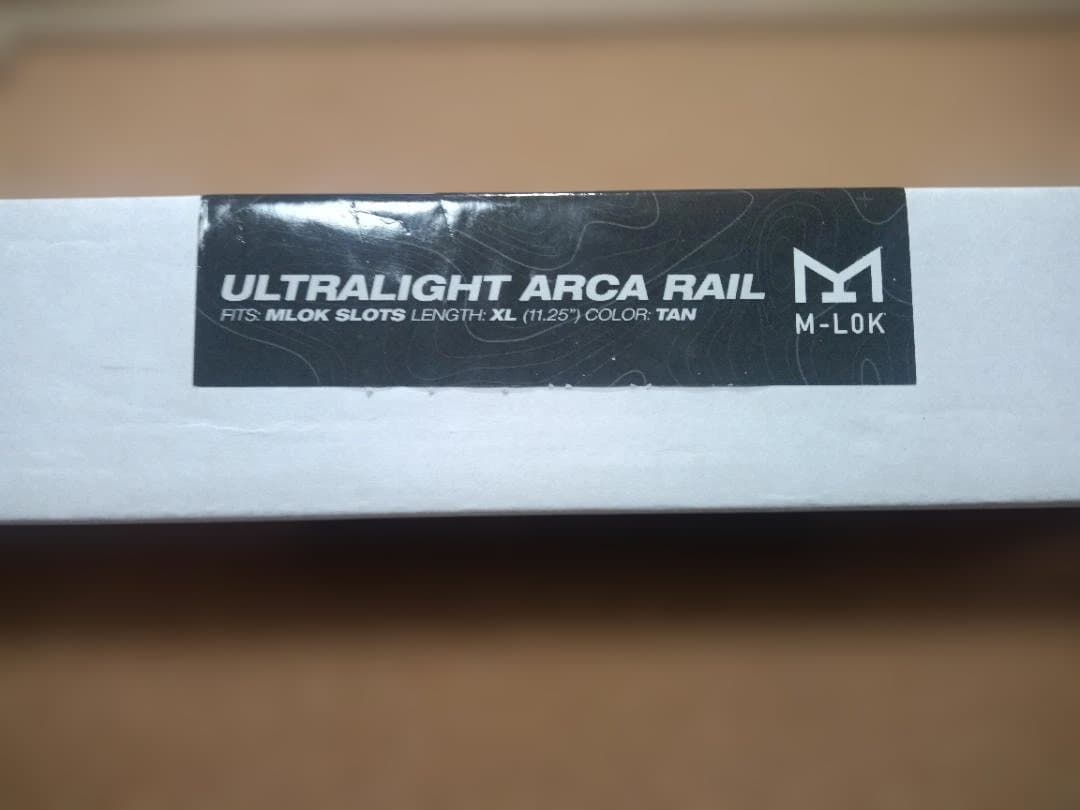 ULTRALIGHT ARCA RAIL
FITS: MLOK SLOTS LENGTH: XL (11.25") COLOR: TAN
M-LOK